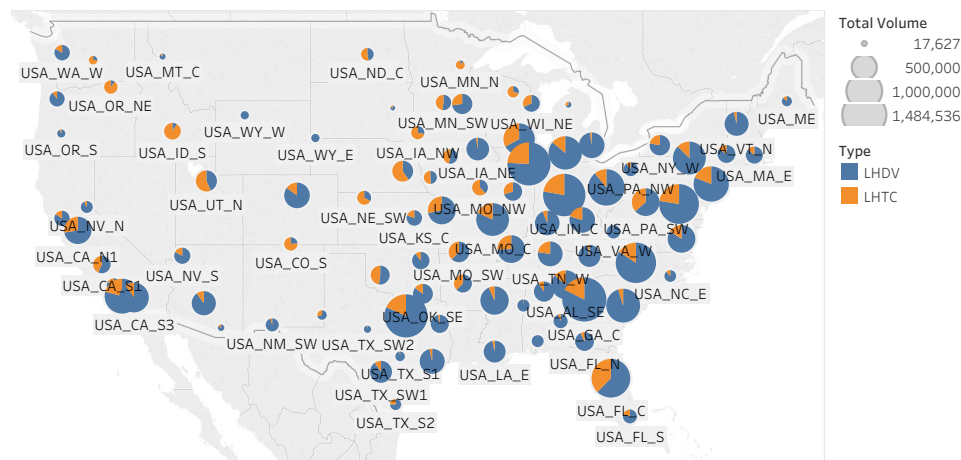 Total Volume
17,627
500,000
1,000,000
1,484,536
Type
LHDV
LHTC
USA_WA_W
USA_MT_C
USA_ND_C
USA_MN_N
USA_OR_NE
USA_ME
USA_WY_W
USA_MN_SW
USA_WI_NE
USA_OR_S
USA_ID_S
USA_WY_E
USA_IA_NW
USA_VT_N
USA_IA_NE
USA_NY_W
USA_MA_E
USA_UT_N
USA_PA_NW
USA_NE_SW
USA_MO_NW
USA_NV_N
USA_KS_C
USA_IN_C
USA_PA_SW
USA_CA_N1
USA_CO_S
USA_MO_C
USA_VA_W
USA_NV_S
USA_MO_SW
USA_TN_W
USA_CA_S1
USA_NC_E
USA_CA_S3
USA_OK_SE
USA_AL_SE
USA_NM_SW
USA_TX_SW2
USA_GA_C
USA_TX_S1
USA_LA_E
USA_FL_N
USA_TX_SW1
USA_FL_C
USA_TX_S2
USA_FL_S